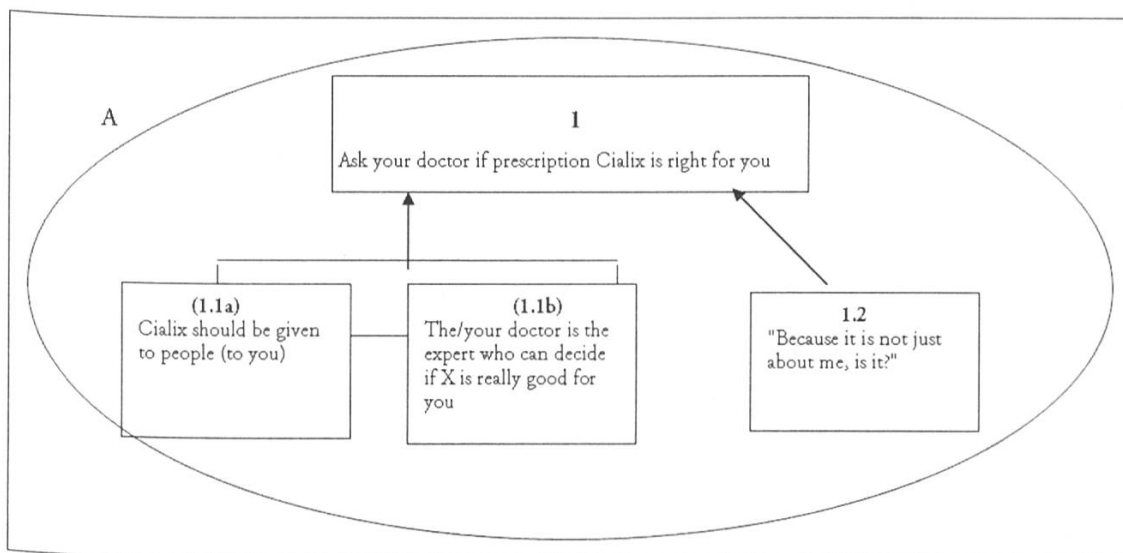 A
1
Ask your doctor if prescription Cialix is right for you
(1.1a)
Cialix should be given
to people (to you)
(1.1b)
The/your doctor is the
expert who can decide
if X is really good for
you
1.2
"Because it is not just
about me, is it?"